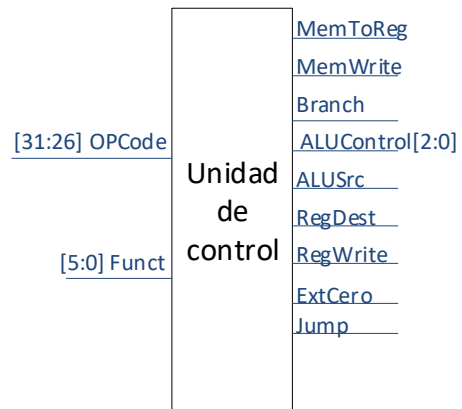 MemToReg
MemWrite
Branch
[31:26] OPCode
ALUControl[2:0]
Unidad
de
control
ALUSrc
RegDest
[5:0] Funct
RegWrite
ExtCero
Jump